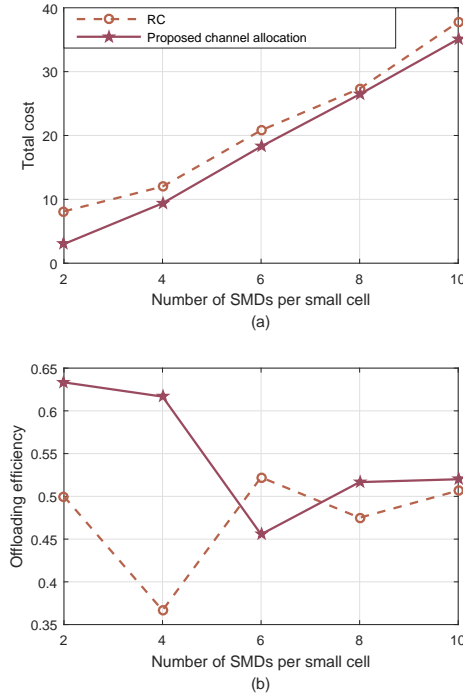 40
30
20
10
0
Total cost
RC
Proposed channel allocation
2 4 6 8 10
Number of SMDs per small cell
(a)
0.65
0.6
0.55
0.5
0.45
0.4
0.35
Offloading efficiency
2 4 6 8 10
Number of SMDs per small cell
(b)